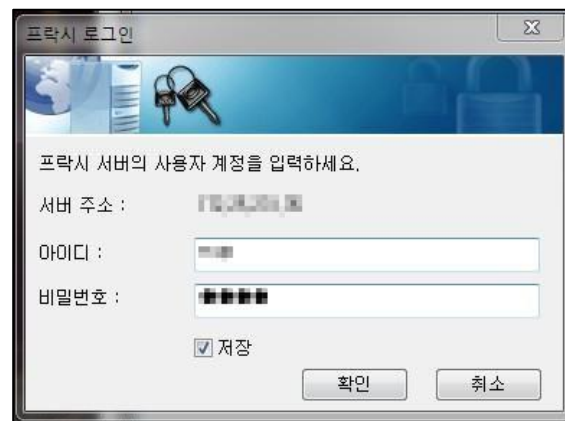 프락시 로그인
프락시 서버의 사용자 계정을 입력하세요.
서버 주소 :
아이디 :
비밀번호 :
저장
확인 취소